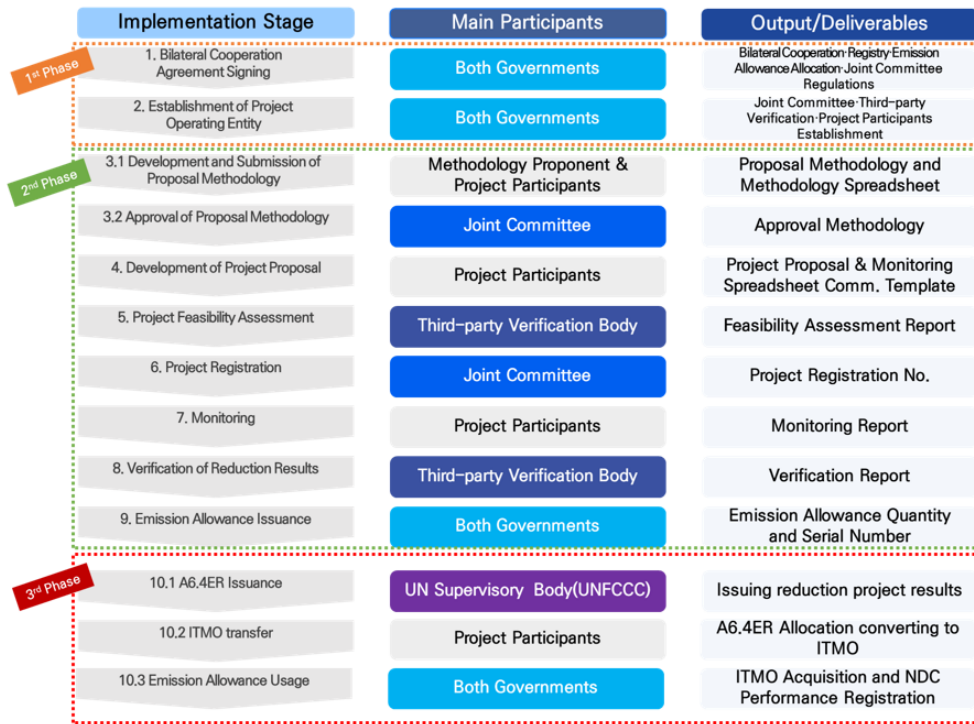 Implementation Stage
Main Participants
Output/Deliverables
1st Phase
1. Bilateral Cooperation
Agreement Signing
Both Governments
Bilateral Cooperation·Registry·Emission
Allowance Allocation·Joint Committee
Regulations
2. Establishment of Project
Operating Entity
Both Governments
Joint Committee·Third-party
Verification·Project Participants
Establishment
2nd Phase
3.1 Development and Submission of
Proposal Methodology
Methodology Proponent &
Project Participants
Proposal Methodology and
Methodology Spreadsheet
3.2 Approval of Proposal Methodology
Joint Committee
Approval Methodology
4. Development of Project Proposal
Project Participants
Project Proposal & Monitoring
Spreadsheet Comm. Template
5. Project Feasibility Assessment
Third-party Verification Body
Feasibility Assessment Report
6. Project Registration
Joint Committee
Project Registration No.
7. Monitoring
Project Participants
Monitoring Report
8. Verification of Reduction Results
Third-party Verification Body
Verification Report
9. Emission Allowance Issuance
Both Governments
Emission Allowance Quantity
and Serial Number
3rd Phase
10.1 A6.4ER Issuance
UN Supervisory Body(UNFCCC)
Issuing reduction project results
10.2 ITMO transfer
Project Participants
A6.4ER Allocation converting to
ITMO
10.3 Emission Allowance Usage
Both Governments
ITMO Acquisition and NDC
Performance Registration